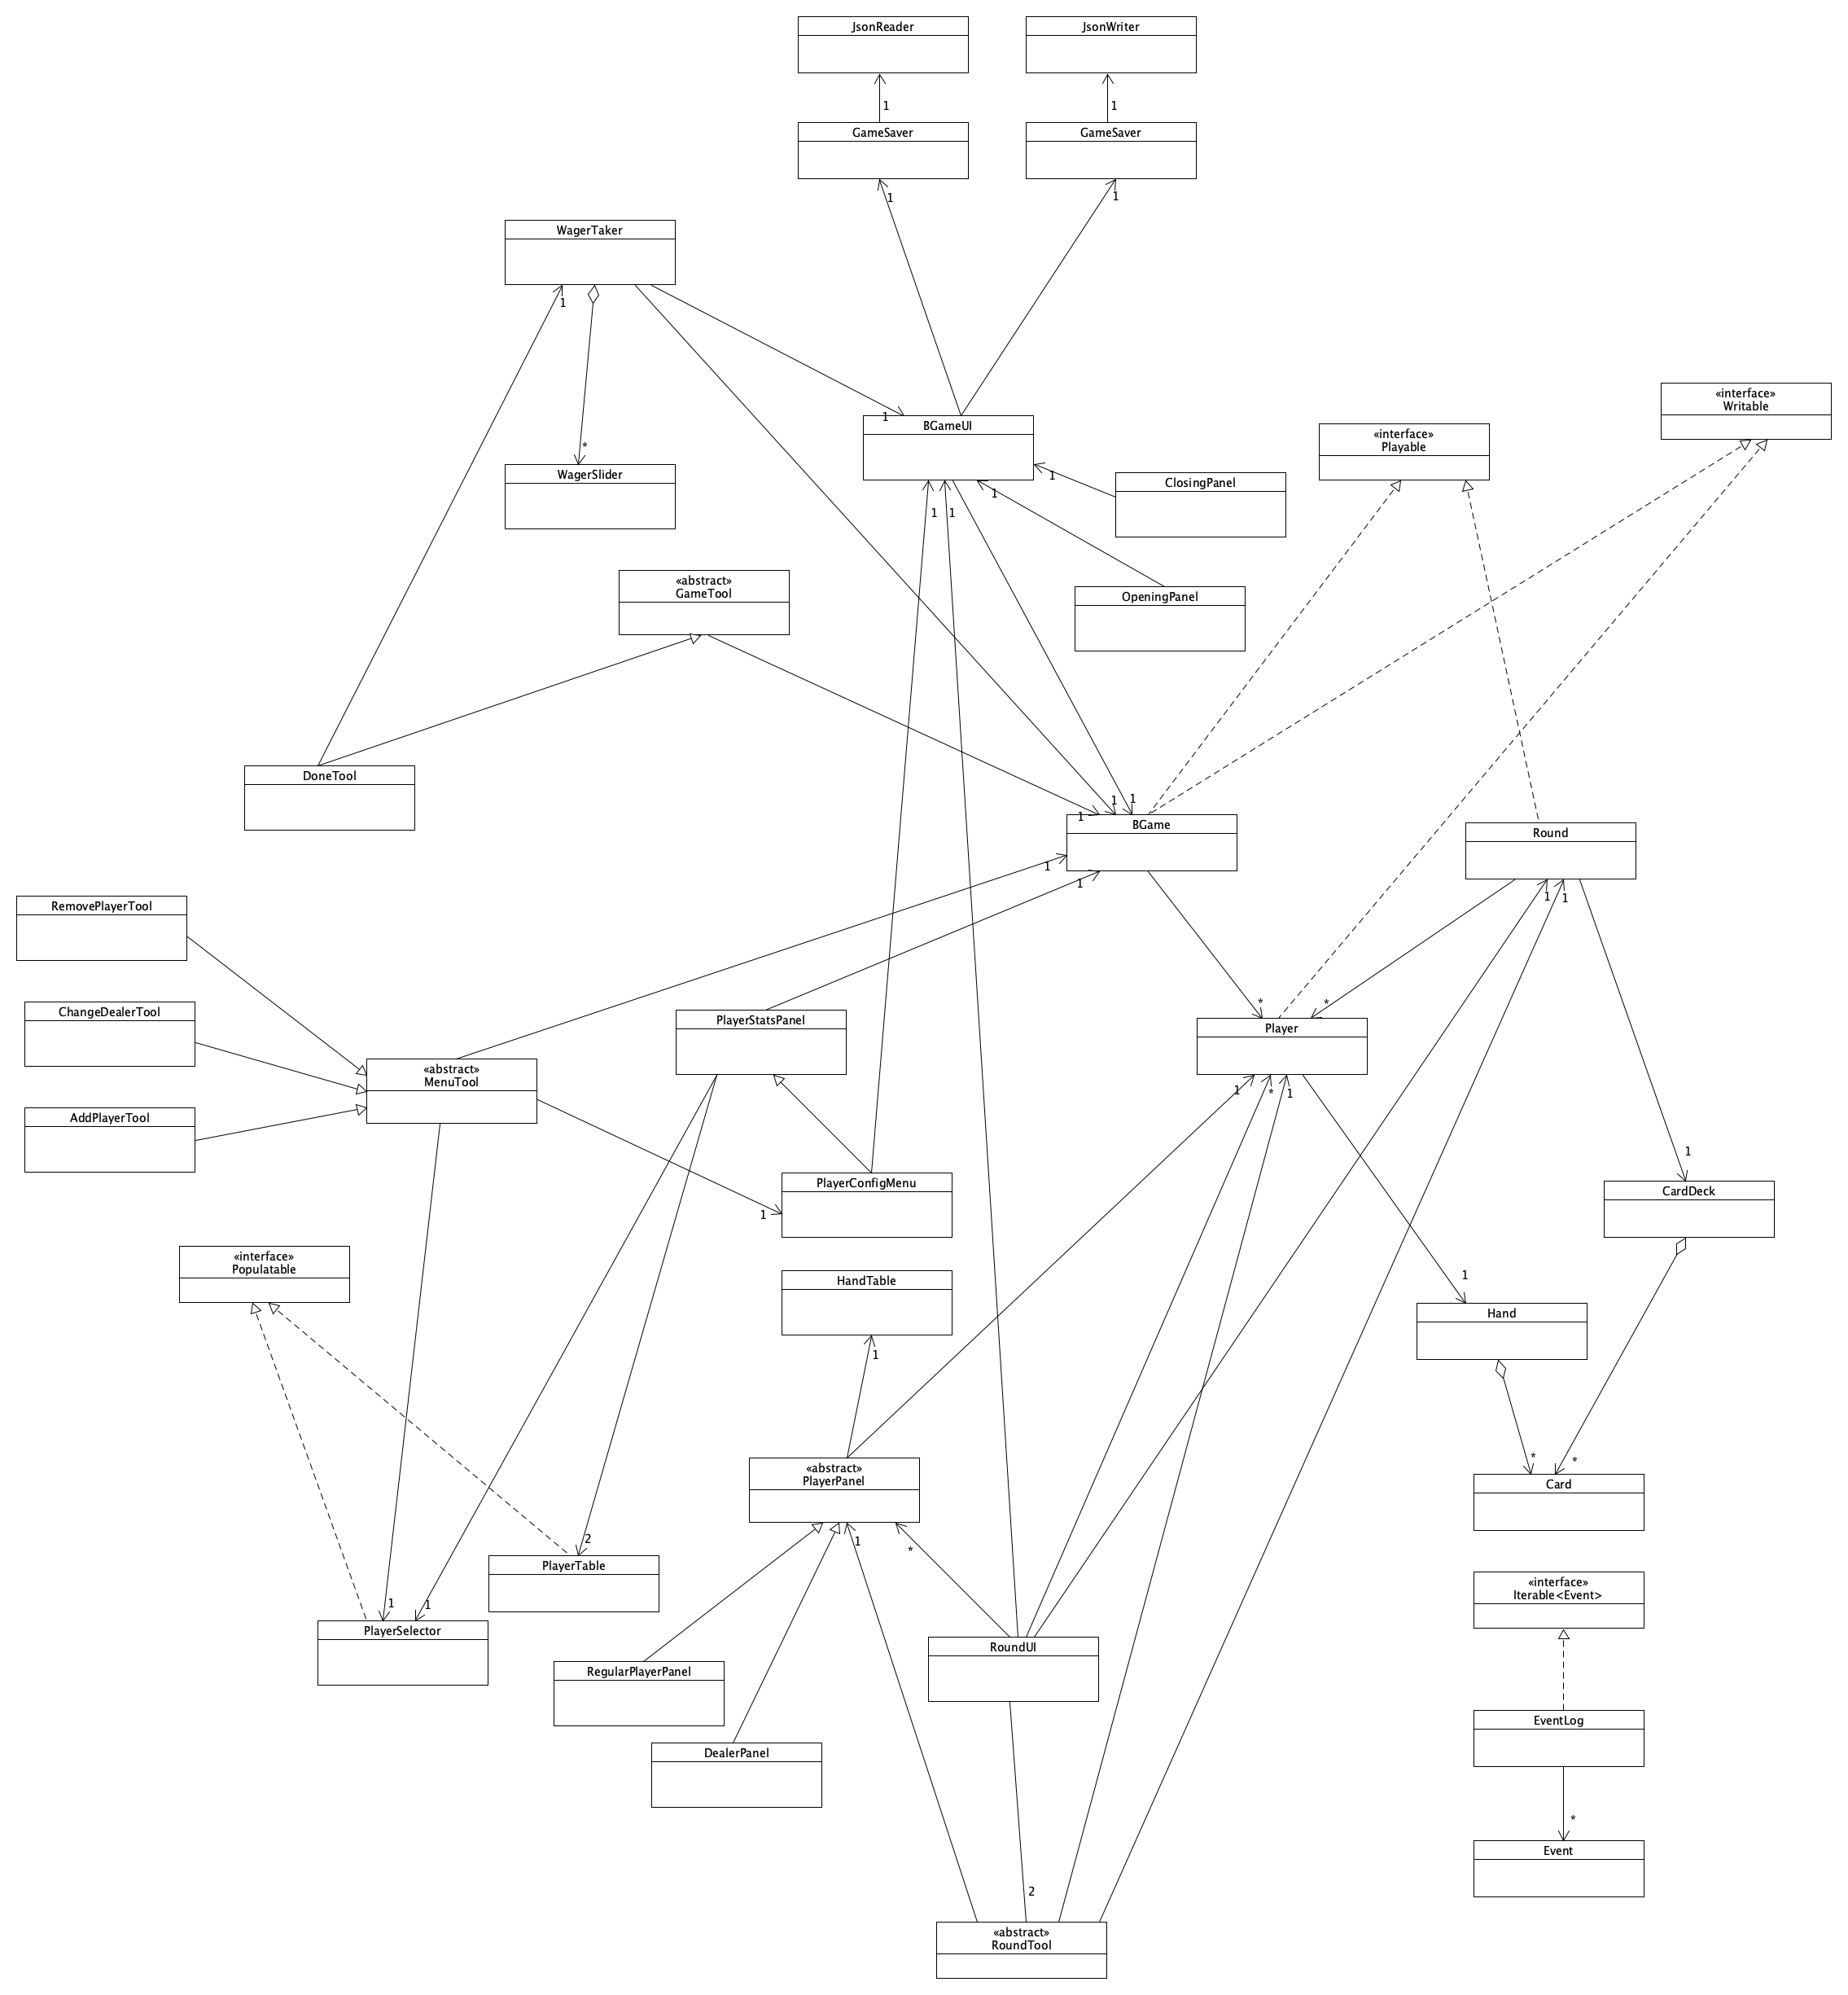 JsonReader
JsonWriter
1
1
GameSaver
GameSaver
1
1
WagerTaker
1
«interface»
Writable
1
BGameUI
«interface»
Playable
*
WagerSlider
1
ClosingPanel
1
1
1
«abstract»
GameTool
OpeningPanel
DoneTool
1
1
1
BGame
Round
1
1
1
1
RemovePlayerTool
*
*
ChangeDealerTool
PlayerStatsPanel
Player
«abstract»
MenuTool
1
*
1
AddPlayerTool
1
PlayerConfigMenu
CardDeck
1
«interface»
Populatable
HandTable
1
Hand
1
*
*
«abstract»
PlayerPanel
Card
2
1
*
PlayerTable
«interface»
Iterable<Event>
1
1
PlayerSelector
RoundUI
RegularPlayerPanel
EventLog
DealerPanel
*
Event
2
«abstract»
RoundTool